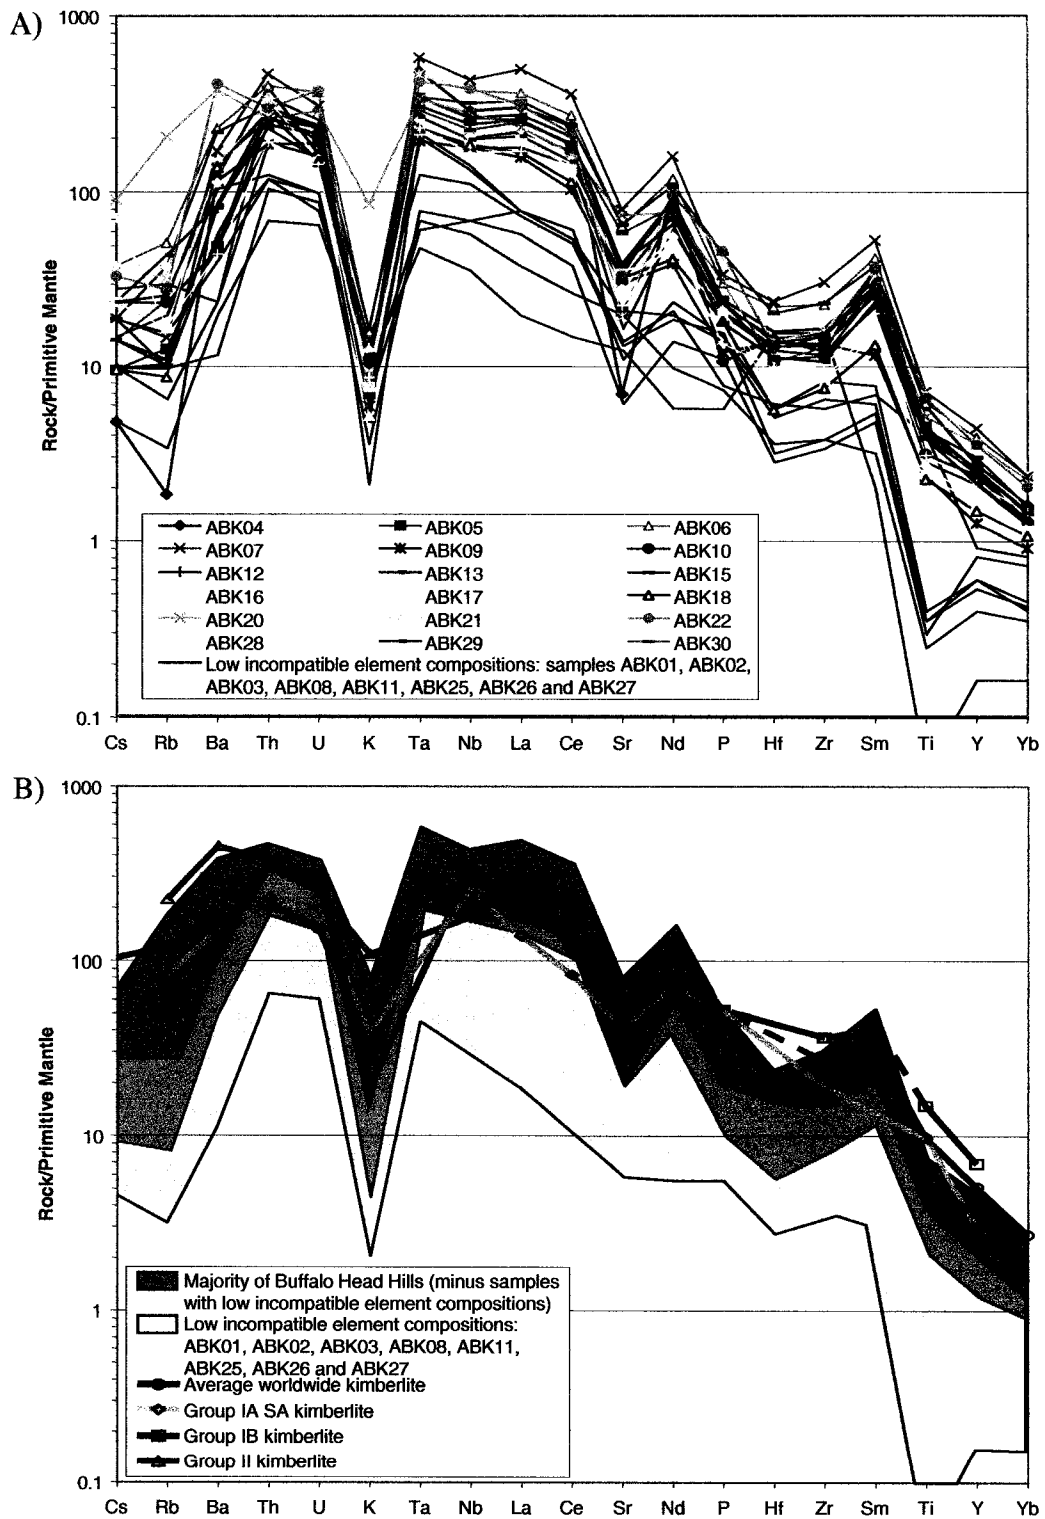 A)
1000
100
10
1
0.1
Rock/Primitive Mantle
ABK04 ABK05 ABK06
ABK07 ABK09 ABK10
ABK12 ABK13 ABK15
ABK16 ABK17 ABK18
ABK20 ABK21 ABK22
ABK28 ABK29 ABK30
Low incompatible element compositions: samples ABK01, ABK02,
ABK03, ABK08, ABK11, ABK25, ABK26 and ABK27
Cs Rb Ba Th U K Ta Nb La Ce Sr Nd P Hf Zr Sm Ti Y Yb
B)
1000
100
10
1
0.1
Rock/Primitive Mantle
Majority of Buffalo Head Hills (minus samples
with low incompatible element compositions)
Low incompatible element compositions:
ABK01, ABK02, ABK03, ABK08, ABK11,
ABK25, ABK26 and ABK27
Average worldwide kimberlite
Group IA SA kimberlite
Group IB kimberlite
Group II kimberlite
Cs Rb Ba Th U K Ta Nb La Ce Sr Nd P Hf Zr Sm Ti Y Yb